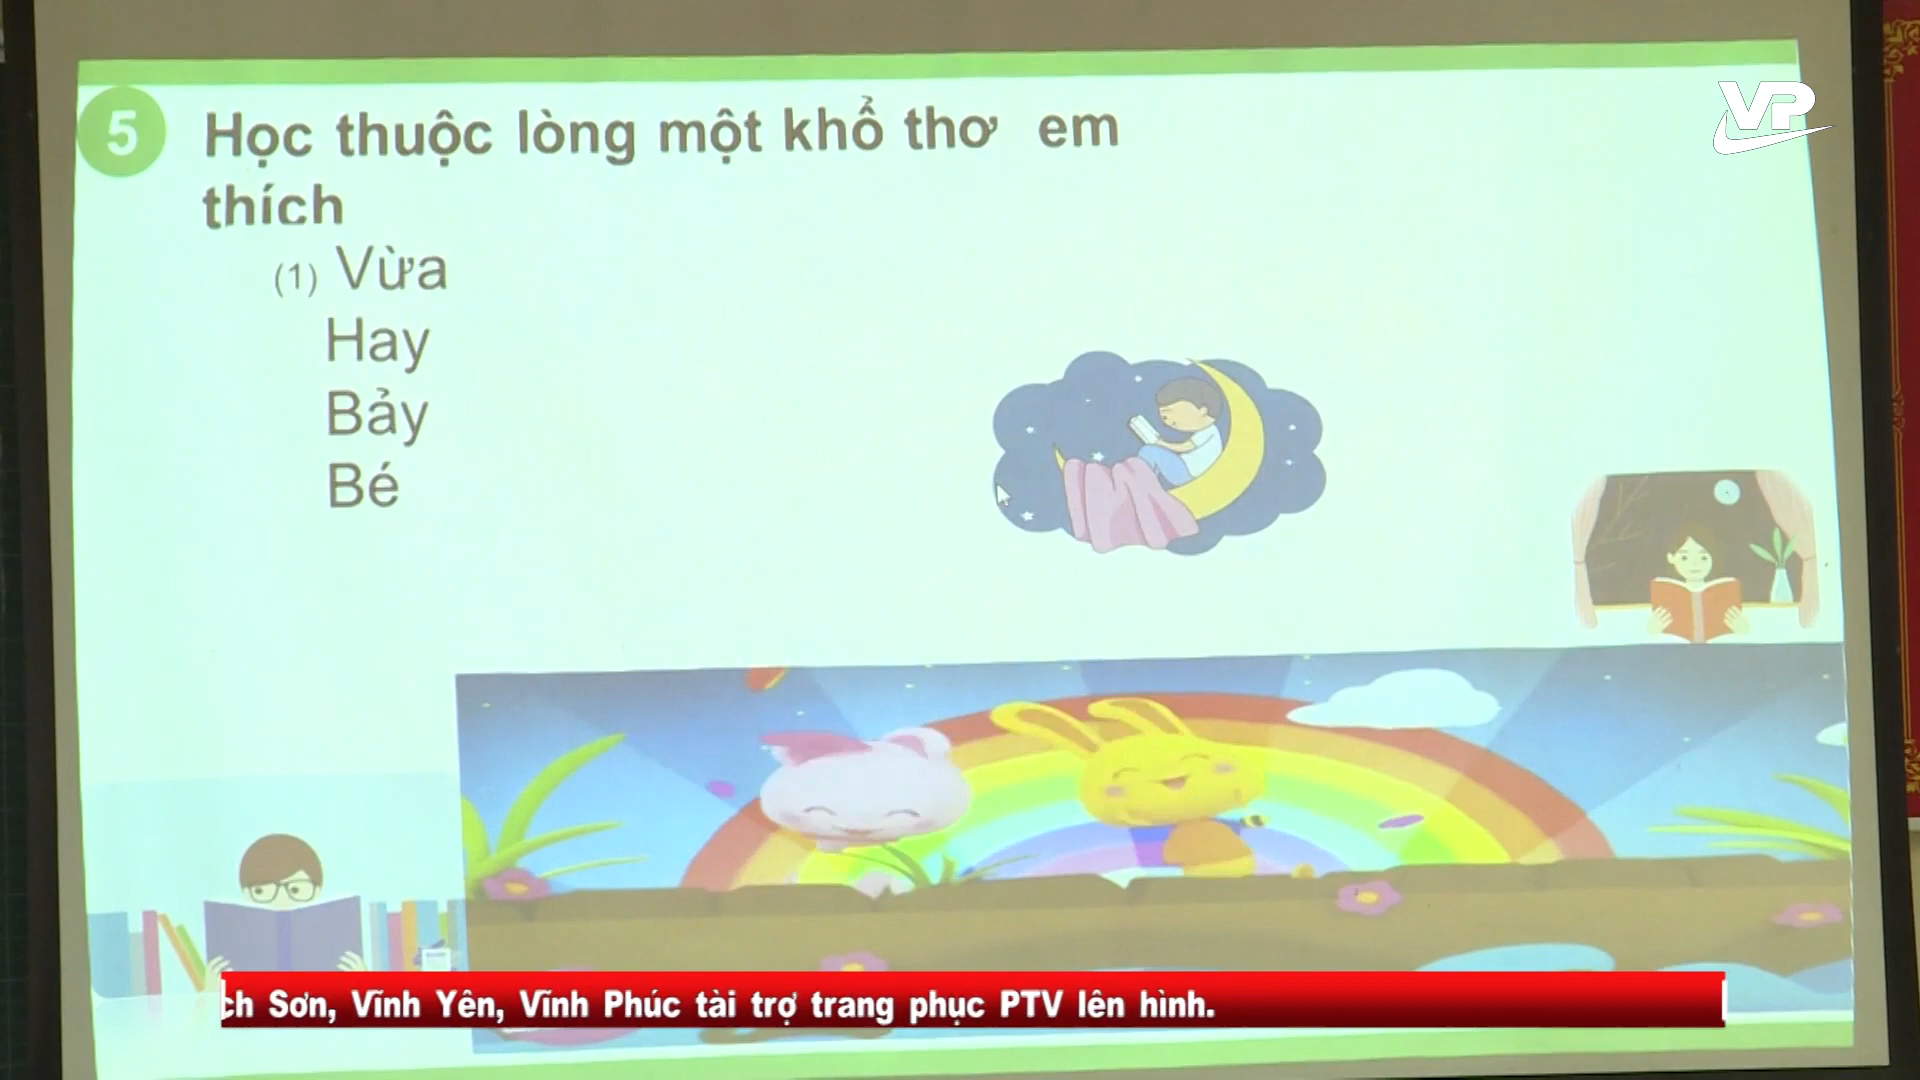 VP
5 Học thuộc lòng một khổ thơ em
thích
(1) Vừa
Hay
Bảy
Bé
ch Sơn, Vĩnh Yên, Vĩnh Phúc tài trợ trang phục PTV lên hình.